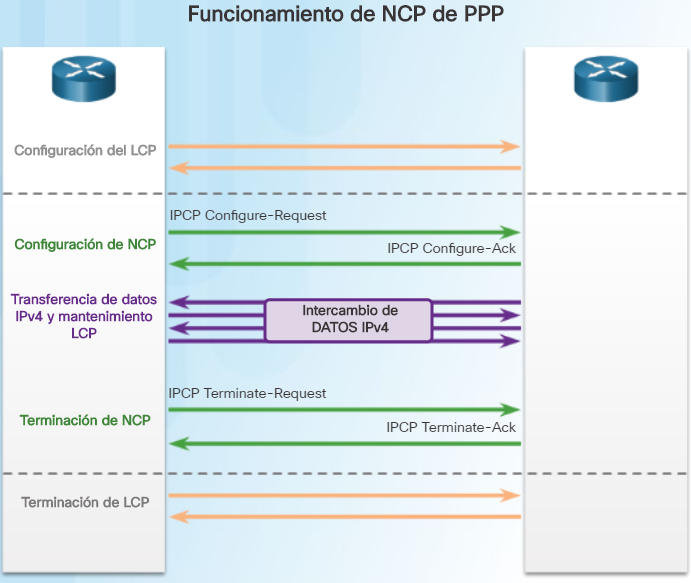 Funcionamiento de NCP de PPP
Configuración del LCP
IPCP Configure-Request
Configuración de NCP
IPCP Configure-Ack
Transferencia de datos
IPv4 y mantenimiento
LCP
Intercambio de
DATOS IPv4
IPCP Terminate-Request
Terminación de NCP
IPCP Terminate-Ack
Terminación de LCP